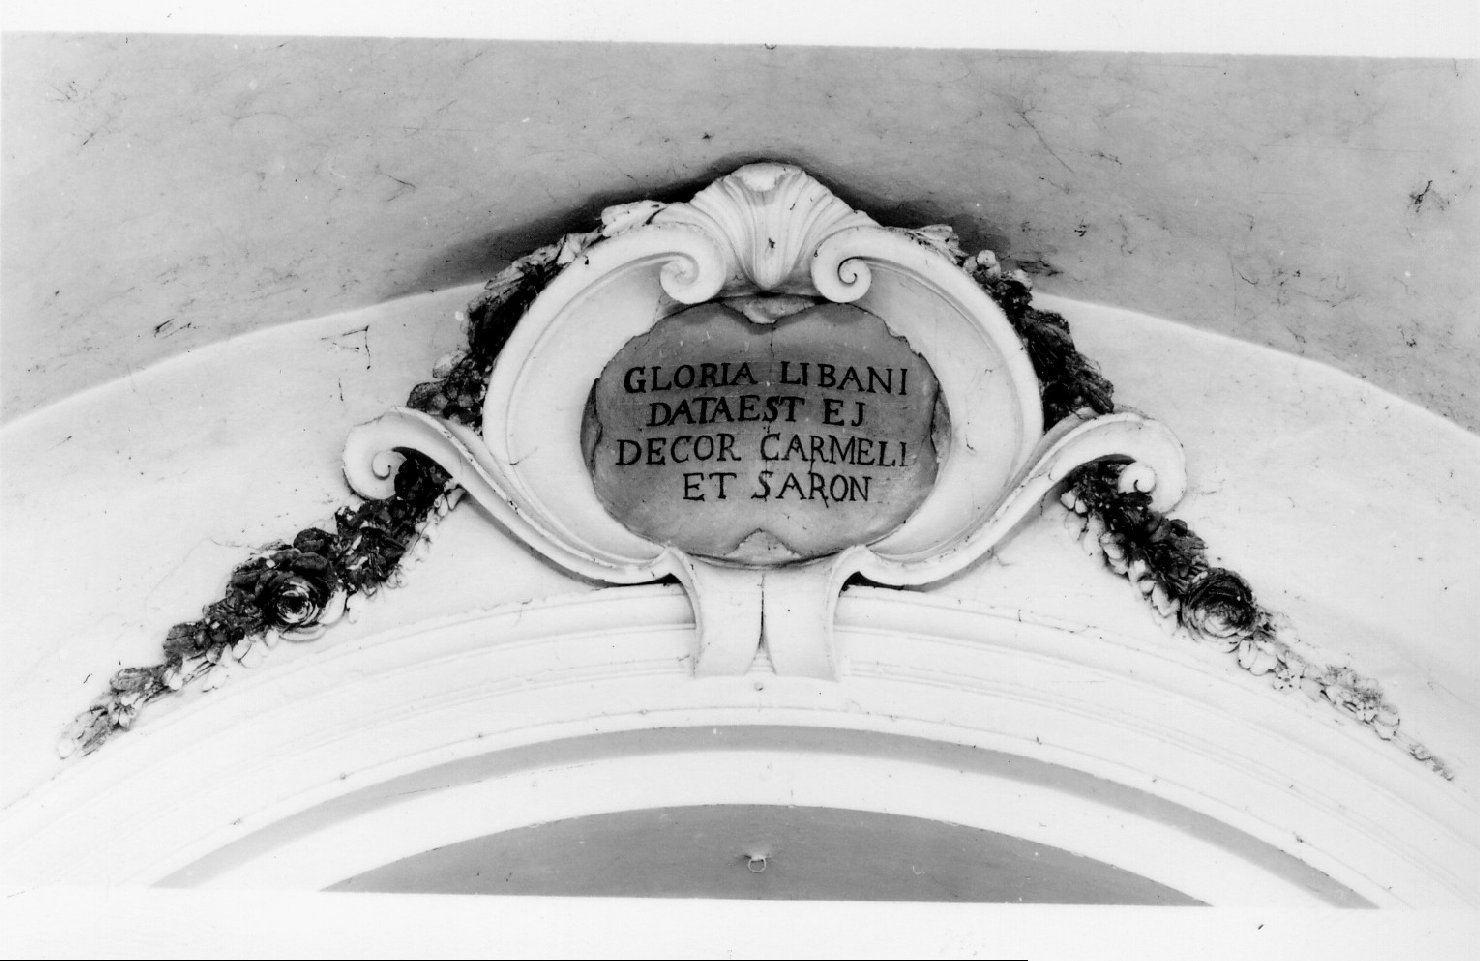 GLORIA LIBANI
DATAEST EJ
DECOR CARMELI
ET SARON